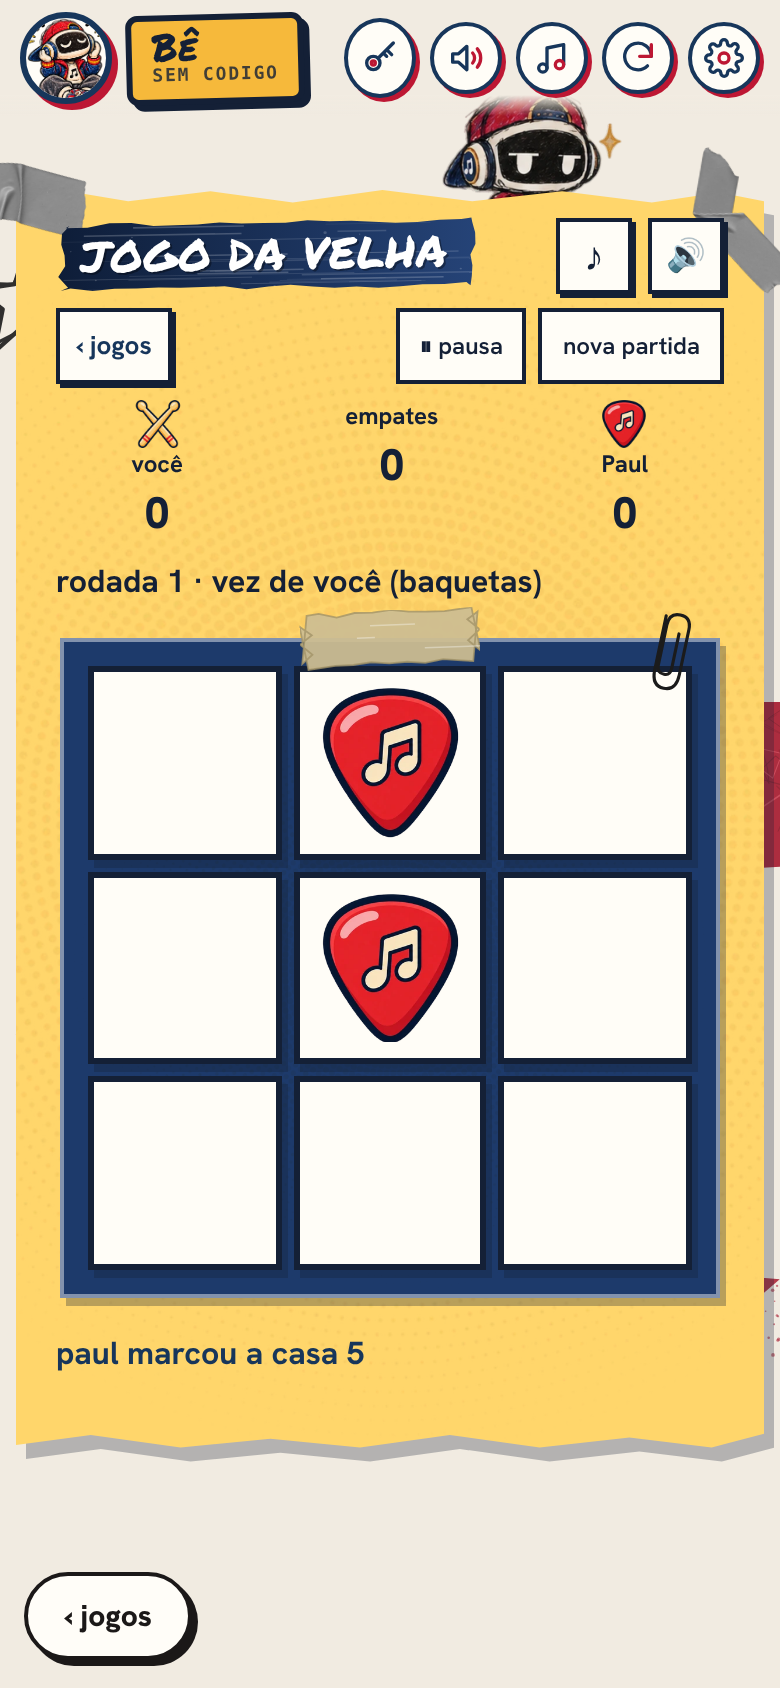 BÊ
SEM CODIGO
JOGO DA VELHA
‹ jogos
pausa
nova partida
você
0
empates
0
Paul
0
rodada 1 · vez de você (baquetas)
paul marcou a casa 5
‹ jogos